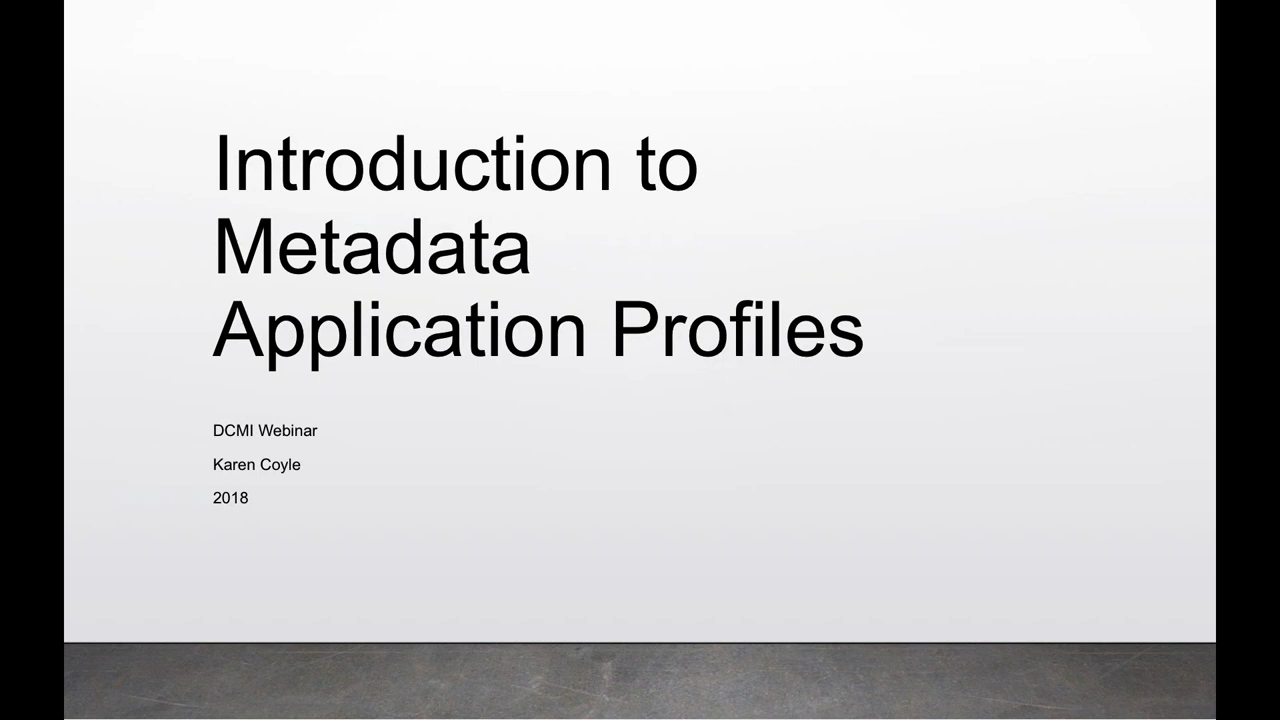 Introduction to
Metadata
Application Profiles
DCMI Webinar
Karen Coyle
2018